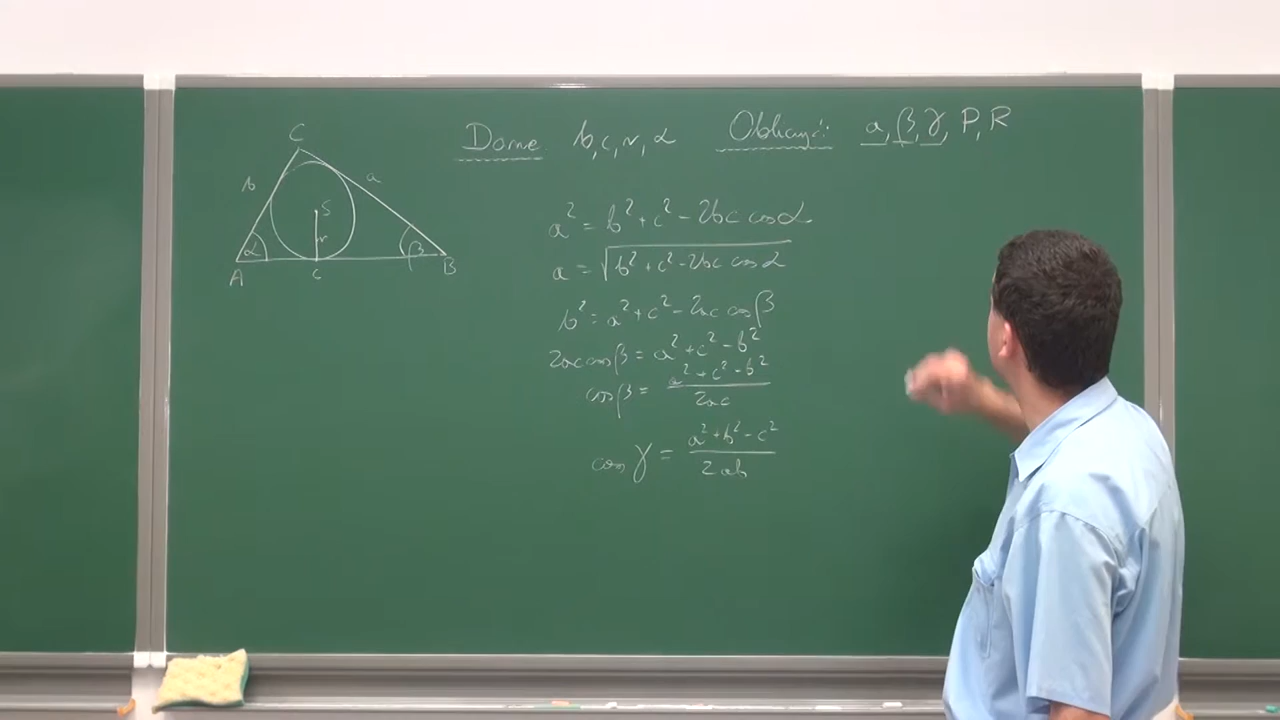 Dane b, c, r, α Obliczyć: a, β, γ, P, R
C
b a
S
r
α β
A c B
a² = b² + c² - 2bc cos α
a = √(b² + c² - 2bc cos α)
b² = a² + c² - 2ac cos β
2ac cos β = a² + c² - b²
cos β = (a² + c² - b²) / 2ac
cos γ = (a² + b² - c²) / 2ab